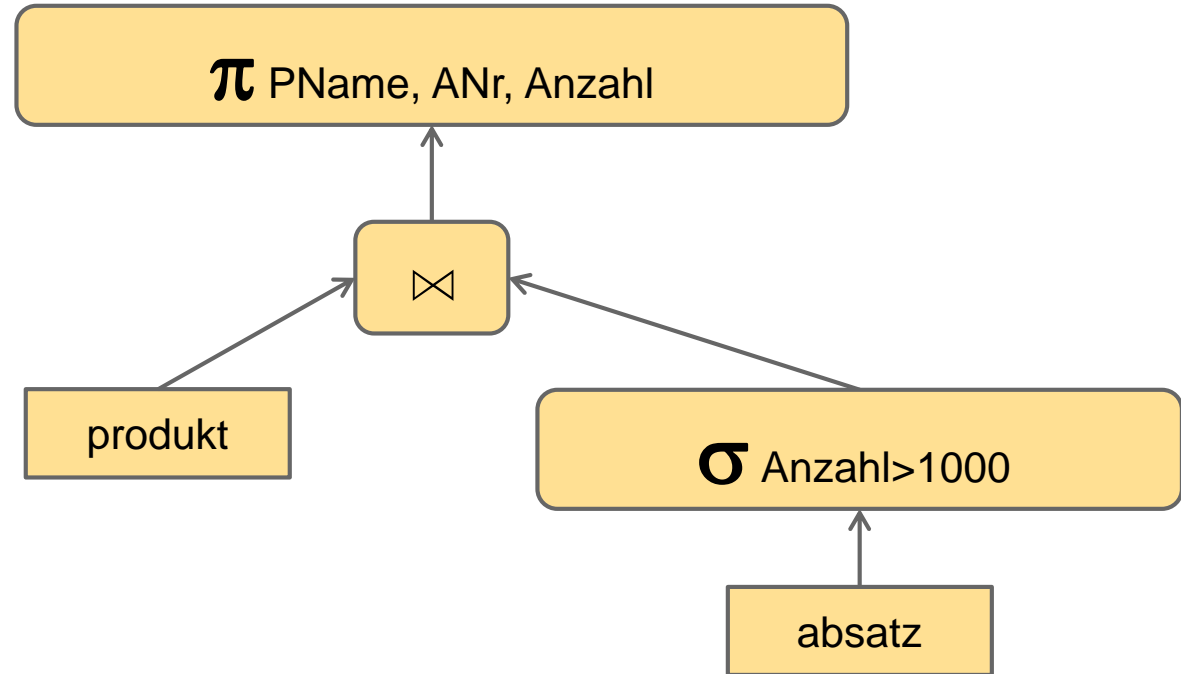 π PName, ANr, Anzahl
⋈
produkt
σ Anzahl>1000
absatz